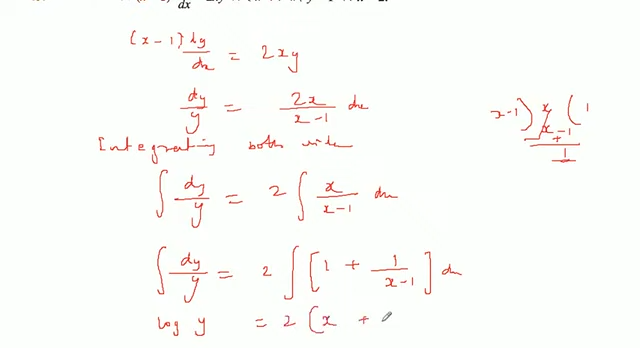 (x-1) dy/dx = 2xy
dy/y = 2x/(x-1) dx
Integrating both side
∫ dy/y = 2 ∫ x/(x-1) dx
x-1) x (1
x-1
- +
1
∫ dy/y = 2 ∫ [1 + 1/(x-1)] dx
log y = 2 (x +